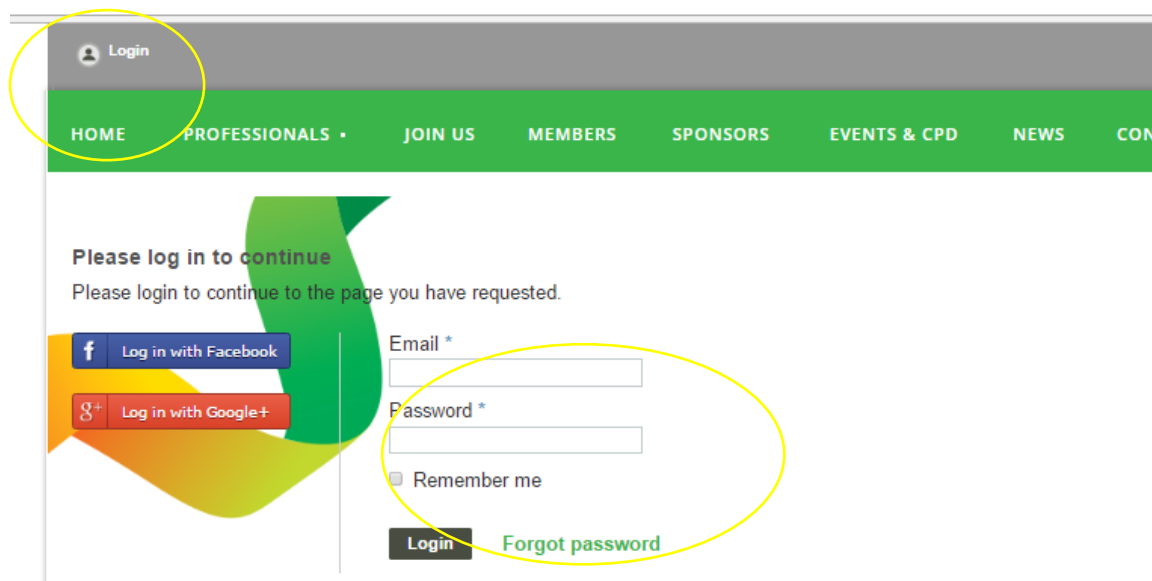 Login
HOME PROFESSIONALS • JOIN US MEMBERS SPONSORS EVENTS & CPD NEWS CON
Please log in to continue
Please login to continue to the page you have requested.
Email *
f Log in with Facebook
g+ Log in with Google+
Password *
Remember me
Login Forgot password